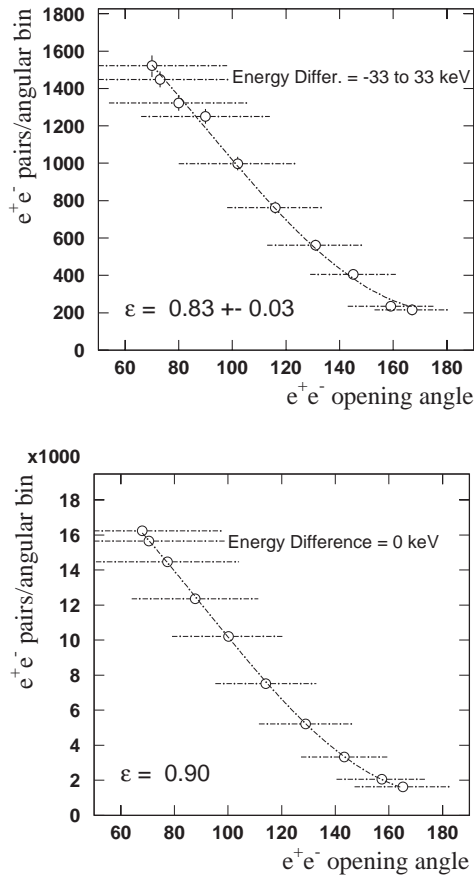 1800
1600
1400
1200
1000
800
600
400
200
0
e+e- pairs/angular bin
Energy Differ. = -33 to 33 keV
ε = 0.83 +- 0.03
60 80 100 120 140 160 180
e+e- opening angle
x1000
18
16
14
12
10
8
6
4
2
0
e+e- pairs/angular bin
Energy Difference = 0 keV
ε = 0.90
60 80 100 120 140 160 180
e+e- opening angle